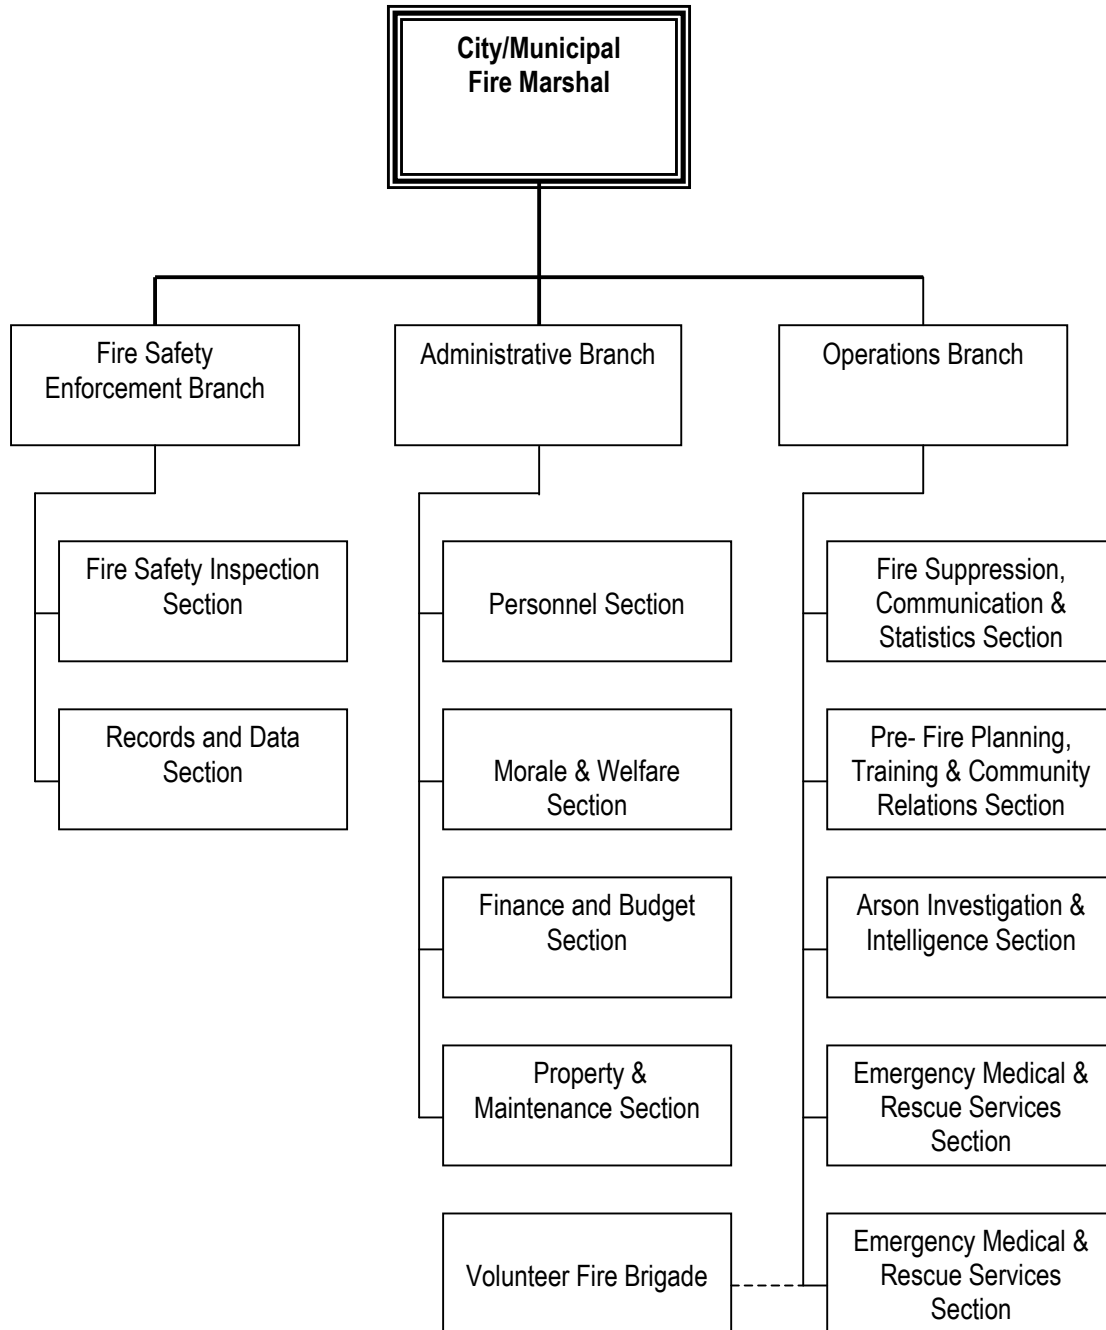 City/Municipal
Fire Marshal
Fire Safety
Enforcement Branch
Administrative Branch
Operations Branch
Fire Safety Inspection
Section
Records and Data
Section
Personnel Section
Morale & Welfare
Section
Finance and Budget
Section
Property &
Maintenance Section
Volunteer Fire Brigade
Fire Suppression,
Communication &
Statistics Section
Pre- Fire Planning,
Training & Community
Relations Section
Arson Investigation &
Intelligence Section
Emergency Medical &
Rescue Services
Section
Emergency Medical &
Rescue Services
Section